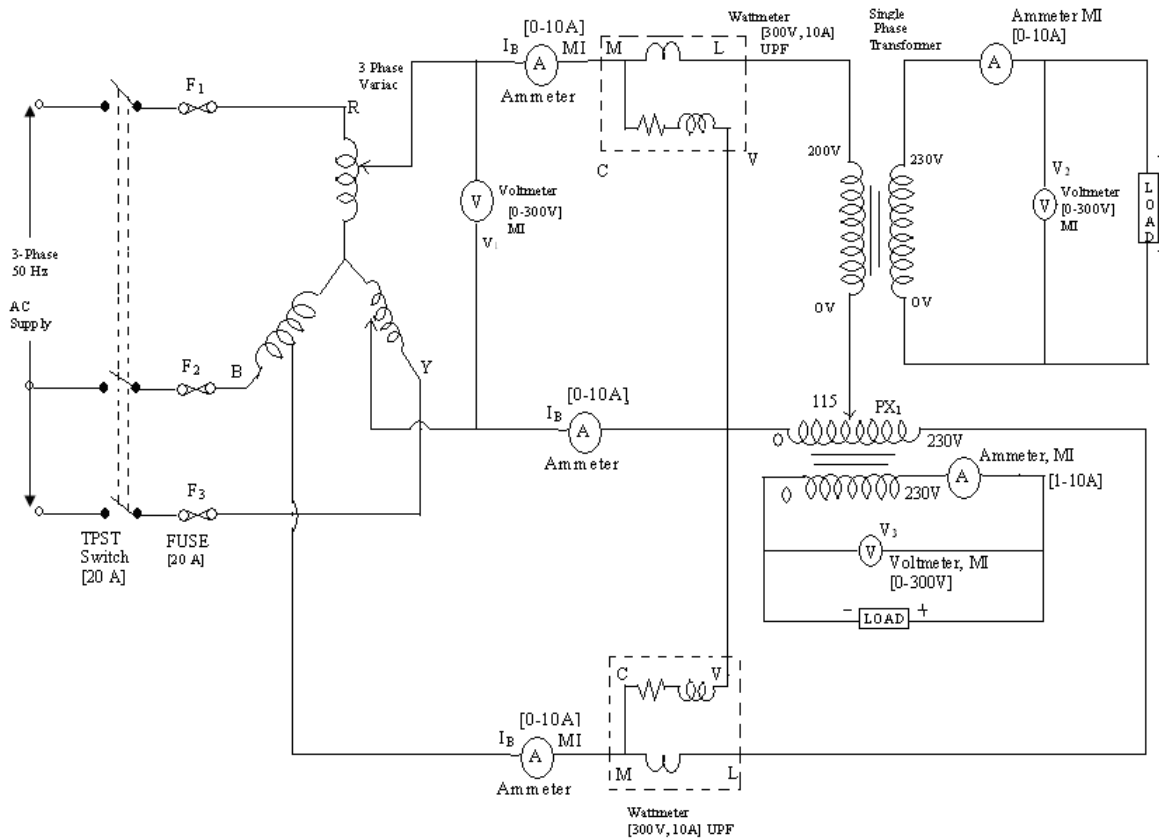 [0-10A]
I_B
MI
A
Ammeter
3 Phase
Variac
Wattmeter
[300V, 10A]
UPF
M
L
C
V
Single
Phase
Transformer
Ammeter MI
[0-10A]
A
F1
R
V
Voltmeter
[0-300V]
MI
V1
200V
230V
0V
0V
V2
V
Voltmeter
[0-300V]
MI
LOAD
3-Phase
50 Hz
AC
Supply
F2
B
Y
F3
TPST
Switch
[20 A]
FUSE
[20 A]
[0-10A]
I_B
A
Ammeter
115
PX1
0
230V
0
230V
A
Ammeter, MI
[1-10A]
V3
V
Voltmeter, MI
[0-300V]
-
LOAD
+
C
V
[0-10A]
I_B
MI
A
Ammeter
M
L
Wattmeter
[300V, 10A] UPF